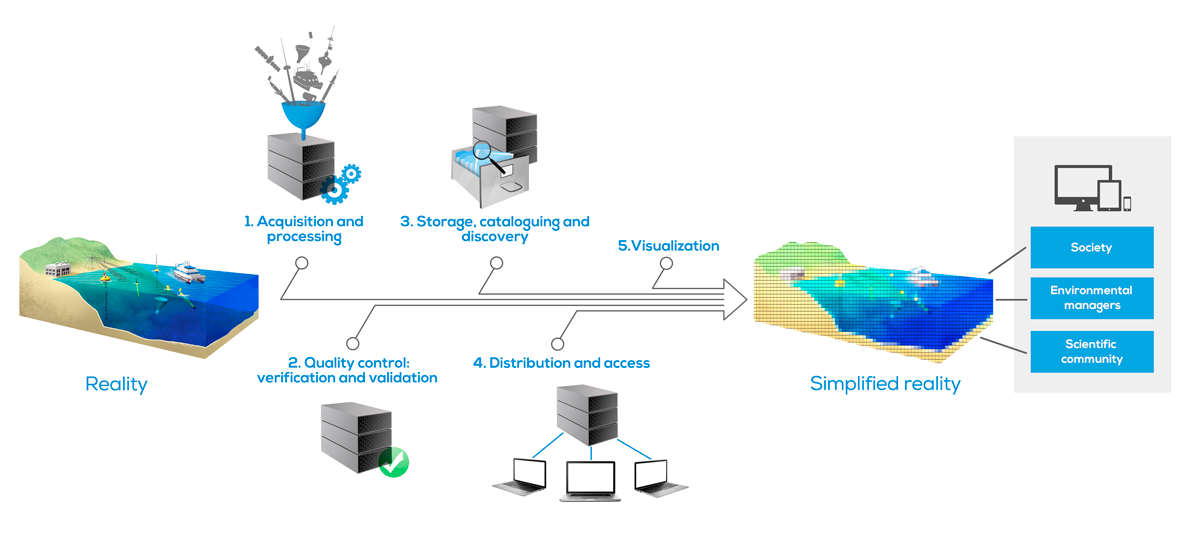 1. Acquisition and
processing
3. Storage, cataloguing and
discovery
5.Visualization
Society
Environmental
managers
Scientific
community
2. Quality control:
verification and validation
4. Distribution and access
Reality
Simplified reality